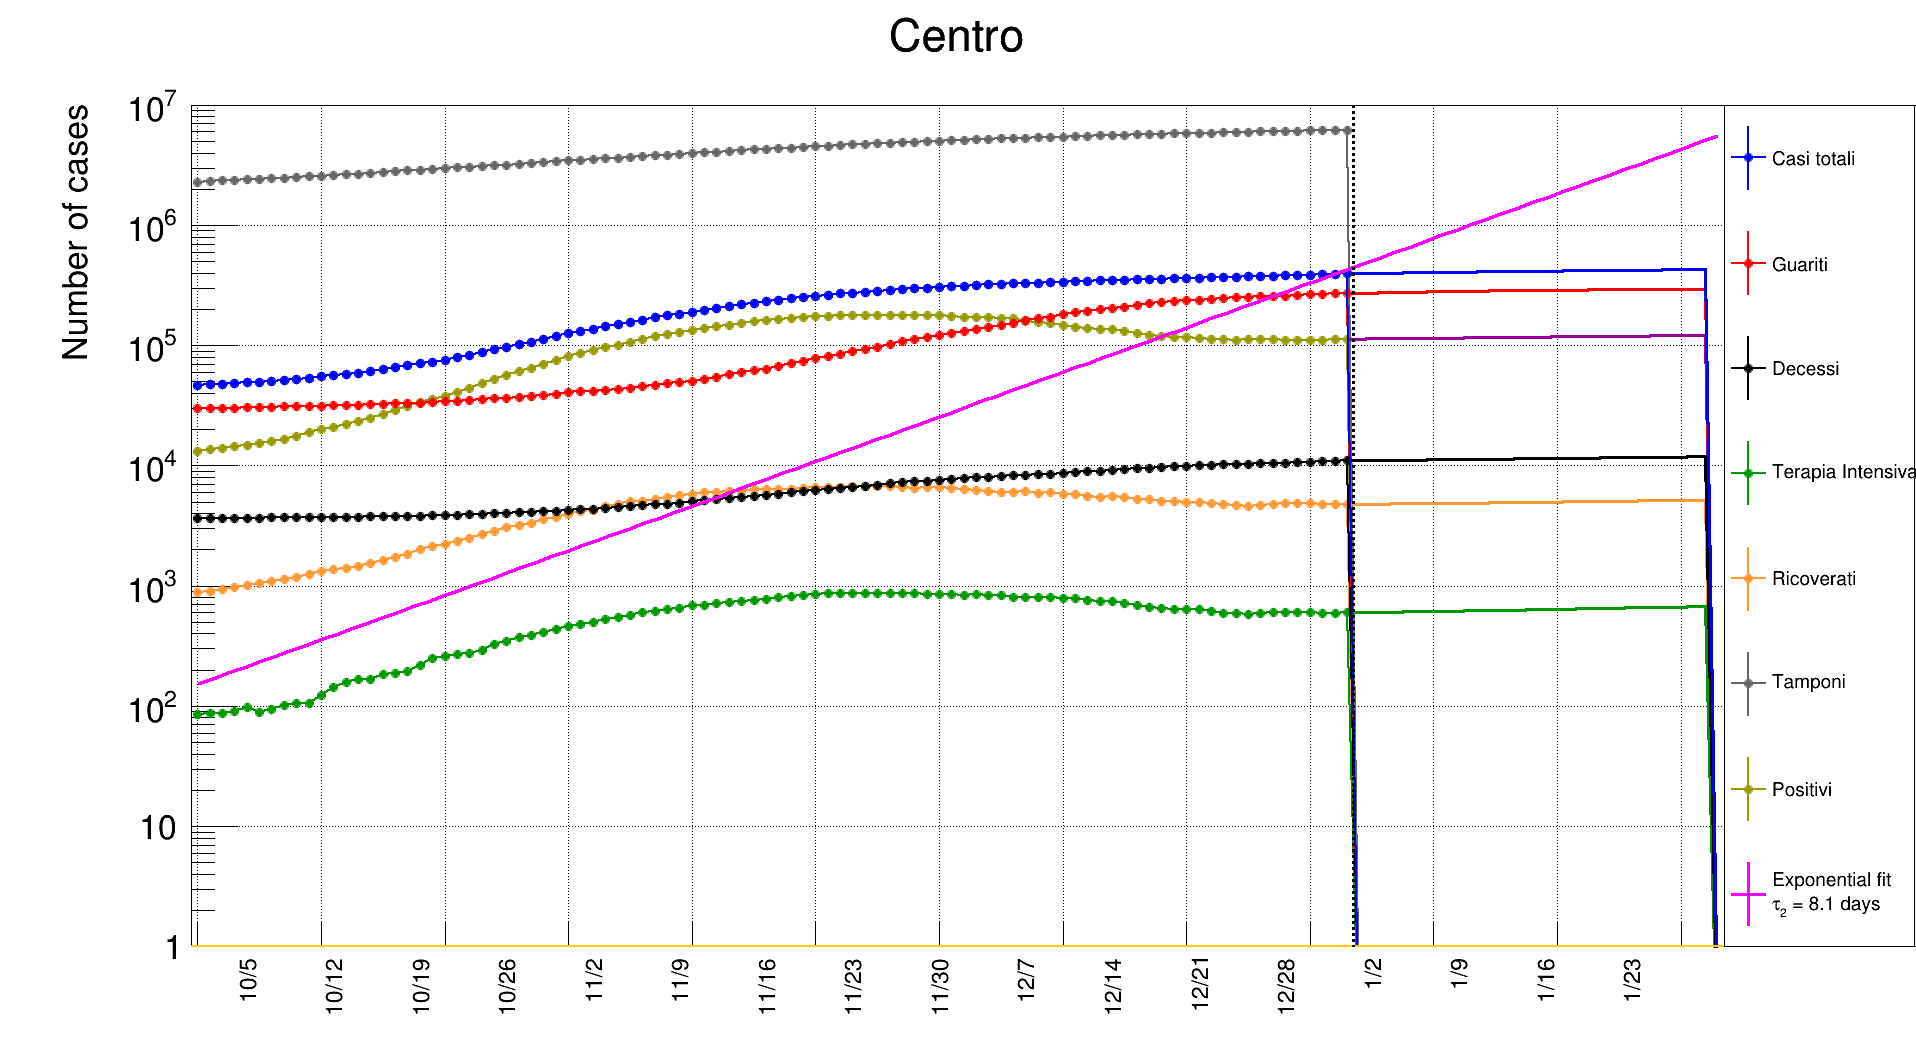 Centro
Number of cases
10^7
10^6
10^5
10^4
10^3
10^2
10
1
10/5
10/12
10/19
10/26
11/2
11/9
11/16
11/23
11/30
12/7
12/14
12/21
12/28
1/2
1/9
1/16
1/23
Casi totali
Guariti
Decessi
Terapia Intensiva
Ricoverati
Tamponi
Positivi
Exponential fit
τ_2 = 8.1 days